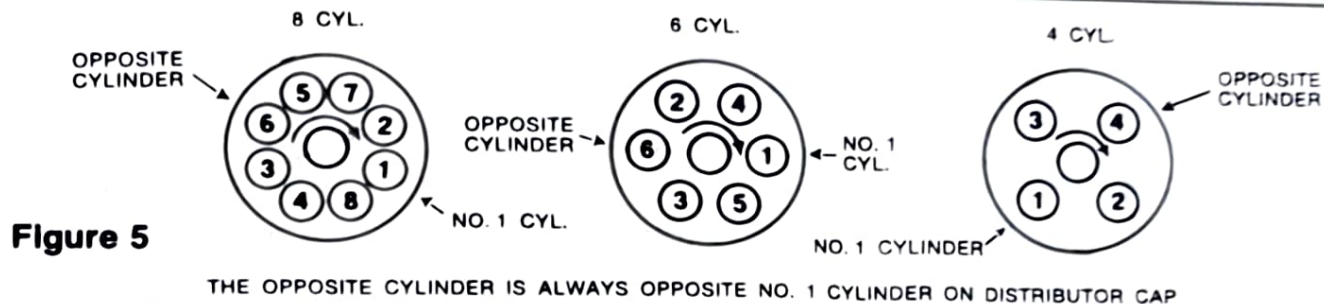 8 CYL.
OPPOSITE
CYLINDER
5 7
6 2
3 1
4 8
NO. 1 CYL.
6 CYL.
OPPOSITE
CYLINDER
2 4
6 1
3 5
NO. 1
CYL.
4 CYL
OPPOSITE
CYLINDER
3 4
1 2
NO. 1 CYLINDER
Figure 5
THE OPPOSITE CYLINDER IS ALWAYS OPPOSITE NO. 1 CYLINDER ON DISTRIBUTOR CAP